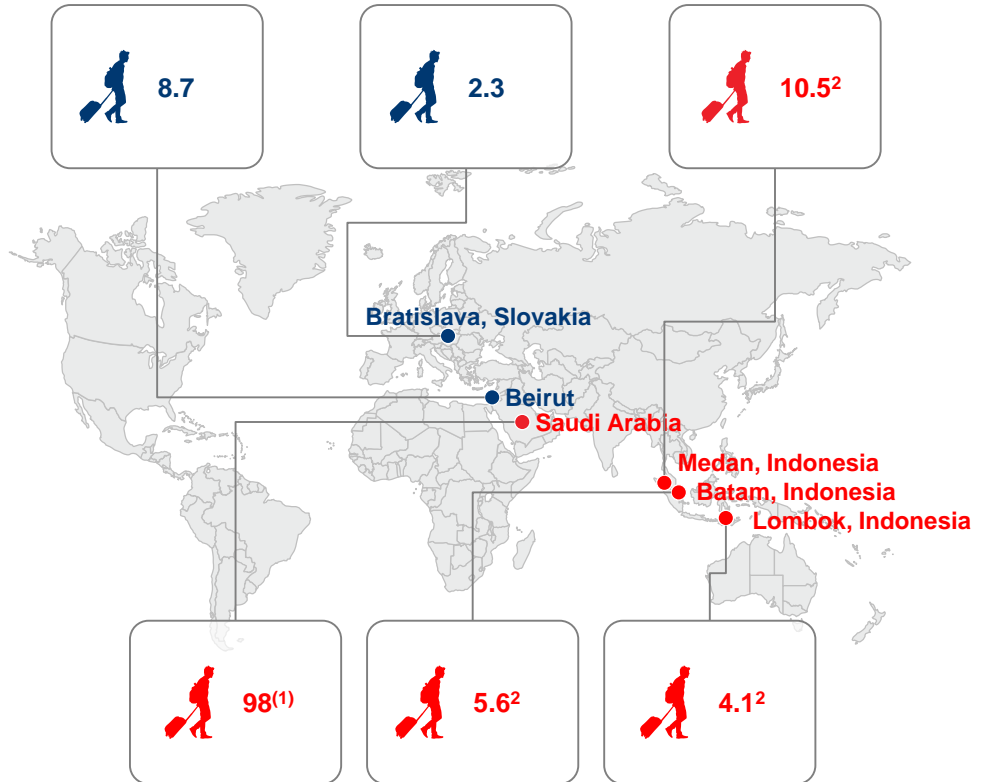 8.7
2.3
10.5²
Bratislava, Slovakia
Beirut
Saudi Arabia
Medan, Indonesia
Batam, Indonesia
Lombok, Indonesia
98⁽¹⁾
5.6²
4.1²